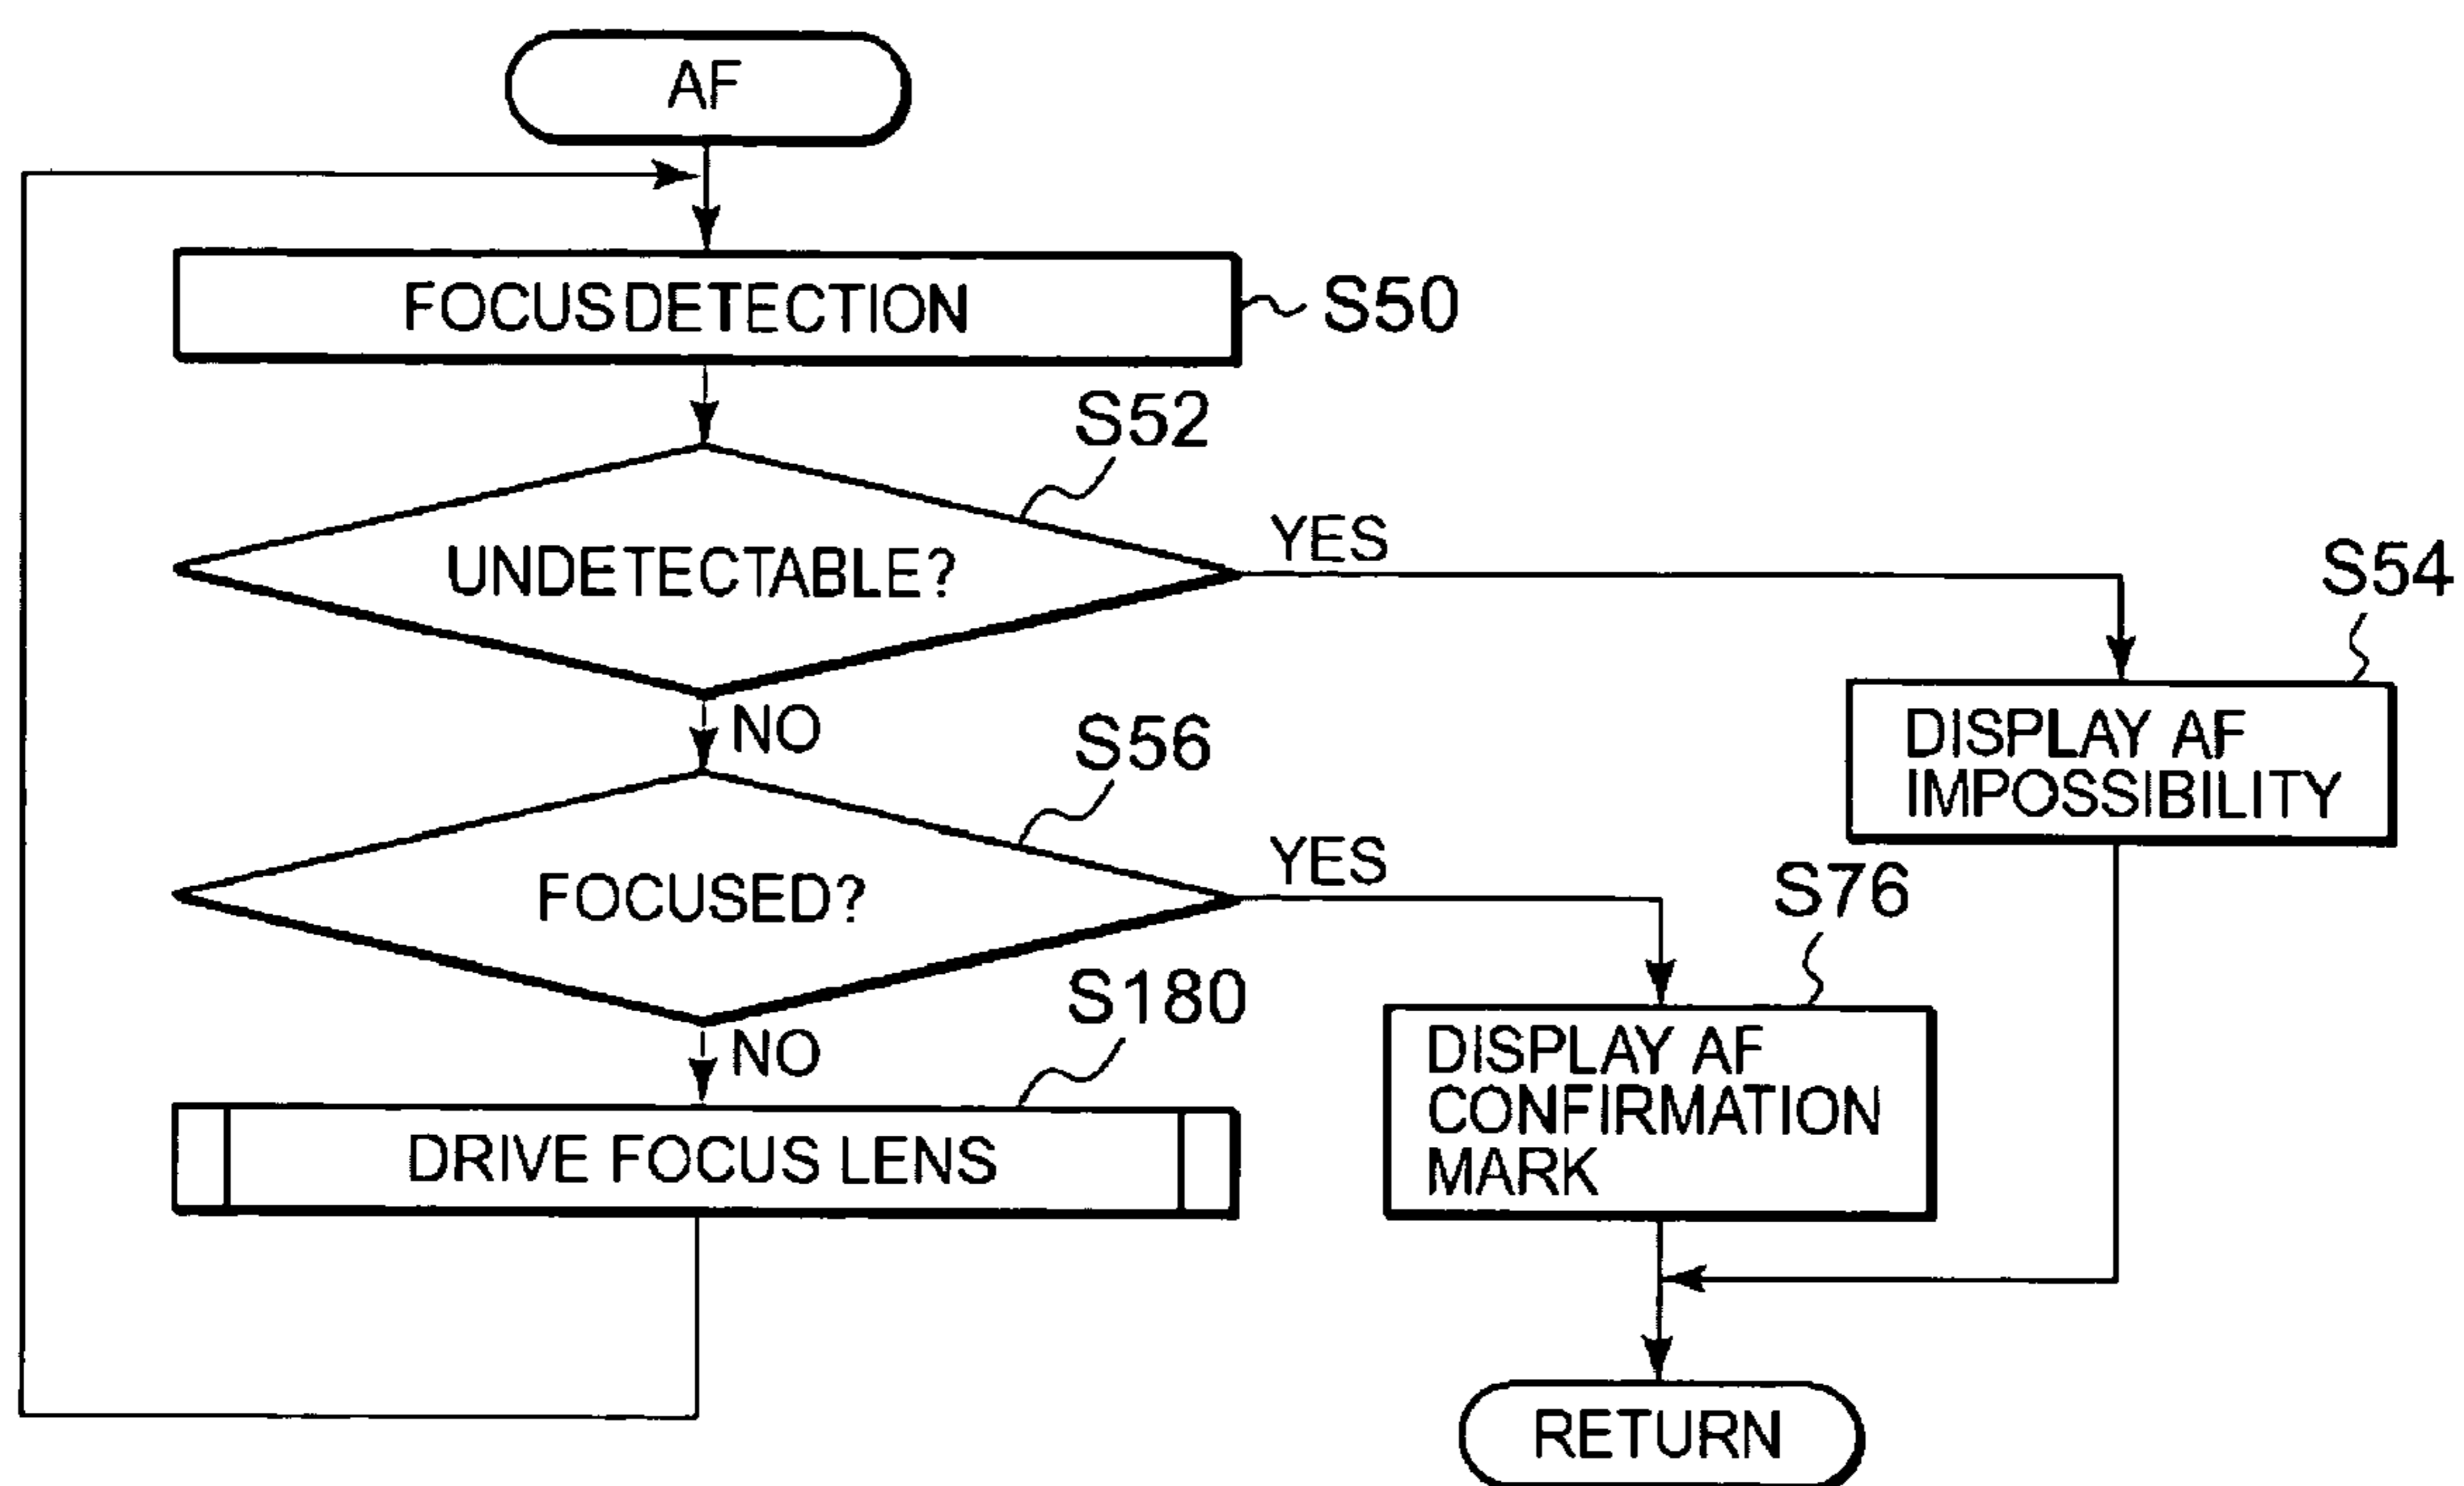 AF
FOCUS DETECTION
S50
S52
UNDETECTABLE?
YES
S54
DISPLAY AF
IMPOSSIBILITY
NO
S56
FOCUSED?
YES
S76
DISPLAY AF
CONFIRMATION
MARK
NO
S180
DRIVE FOCUS LENS
RETURN